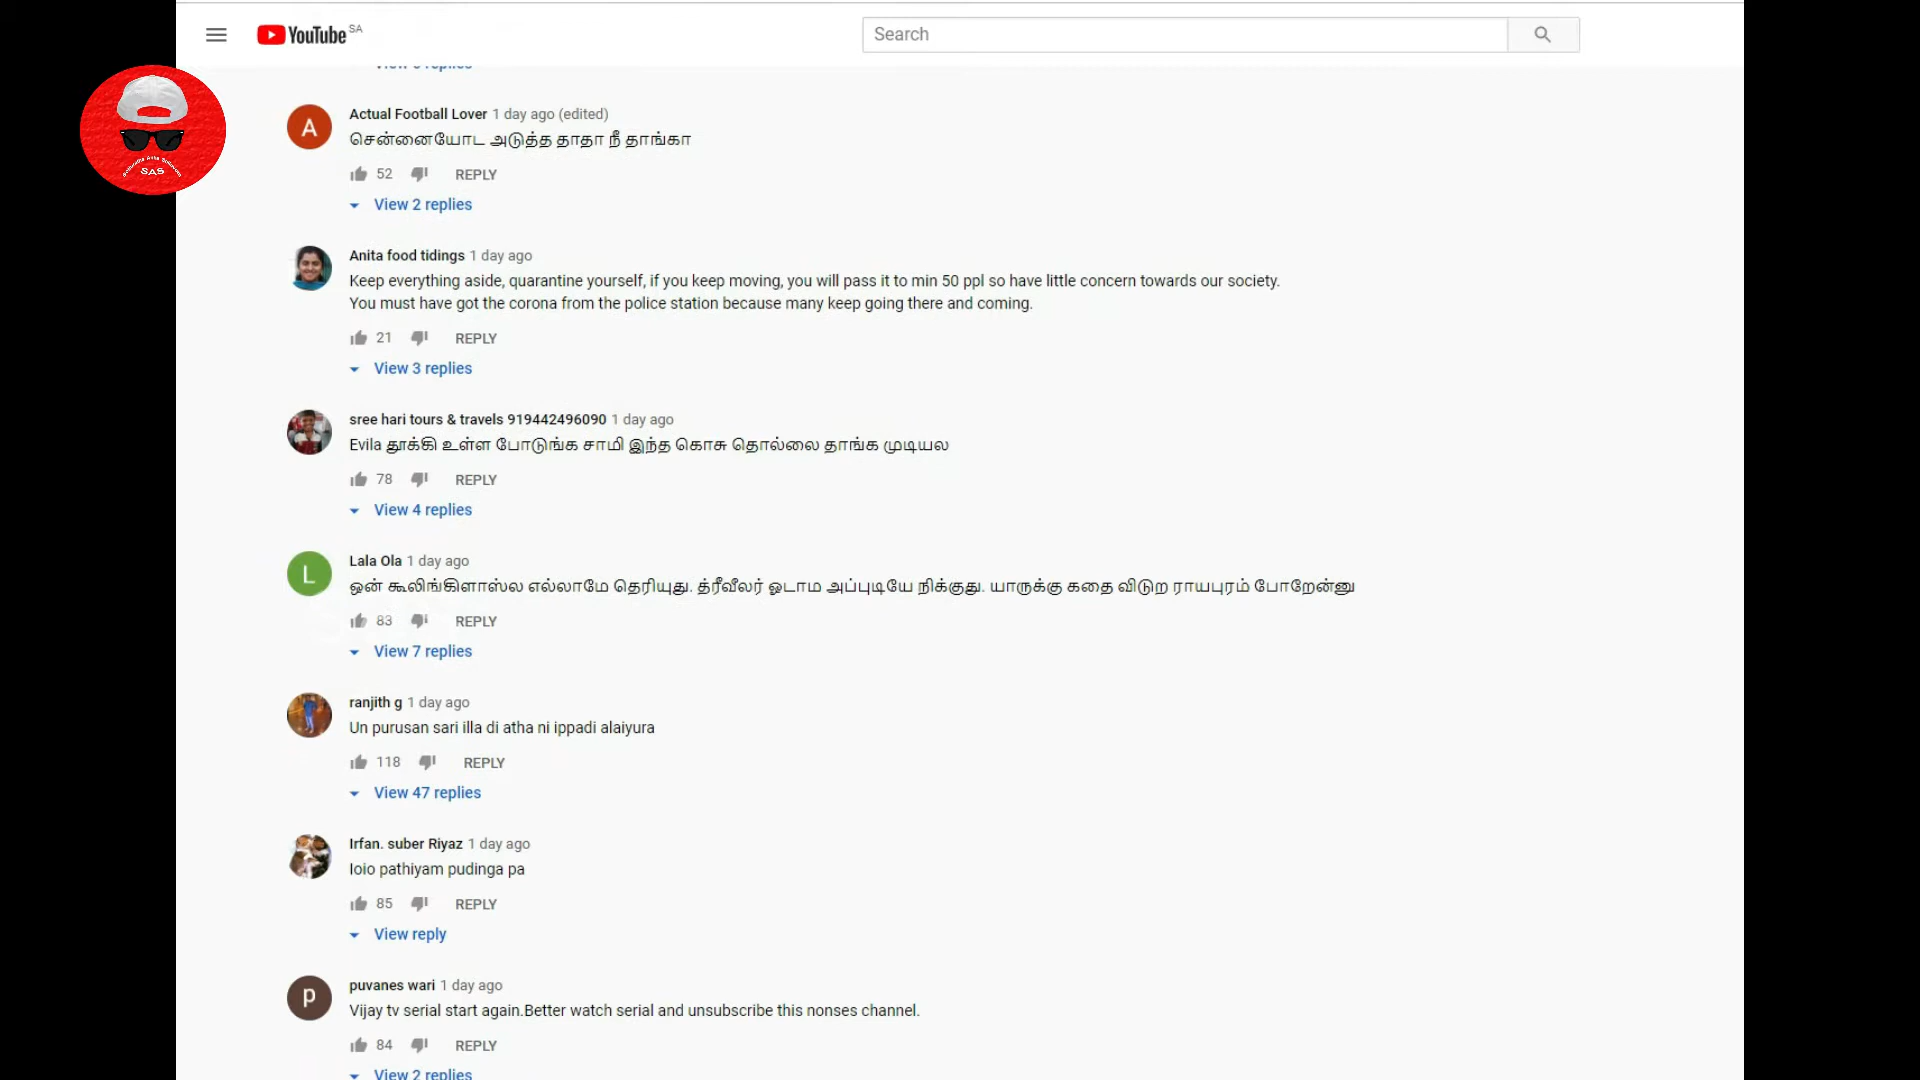 YouTube SA
Search
Actual Football Lover 1 day ago (edited)
சென்னையோட அடுத்த தாதா நீ தாங்கா
52 REPLY
View 2 replies
Anita food tidings 1 day ago
Keep everything aside, quarantine yourself, if you keep moving, you will pass it to min 50 ppl so have little concern towards our society.
You must have got the corona from the police station because many keep going there and coming.
21 REPLY
View 3 replies
sree hari tours & travels 919442496090 1 day ago
Evila தூக்கி உள்ள போடுங்க சாமி இந்த கொசு தொல்லை தாங்க முடியல
78 REPLY
View 4 replies
Lala Ola 1 day ago
ஒன் கூலிங்கிளாஸ்ல எல்லாமே தெரியுது. த்ரீவீலர் ஓடாம அப்புடியே நிக்குது. யாருக்கு கதை விடுற ராயபுரம் போறேன்னு
83 REPLY
View 7 replies
ranjith g 1 day ago
Un purusan sari illa di atha ni ippadi alaiyura
118 REPLY
View 47 replies
Irfan. suber Riyaz 1 day ago
Ioio pathiyam pudinga pa
85 REPLY
View reply
puvanes wari 1 day ago
Vijay tv serial start again.Better watch serial and unsubscribe this nonses channel.
84 REPLY
View 2 replies
SAS